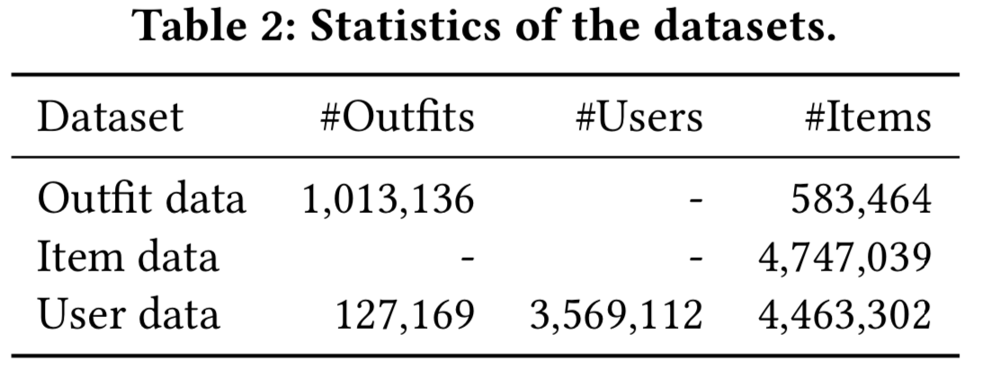 Table 2: Statistics of the datasets.
Dataset #Outfits #Users #Items
Outfit data 1,013,136 - 583,464
Item data - - 4,747,039
User data 127,169 3,569,112 4,463,302